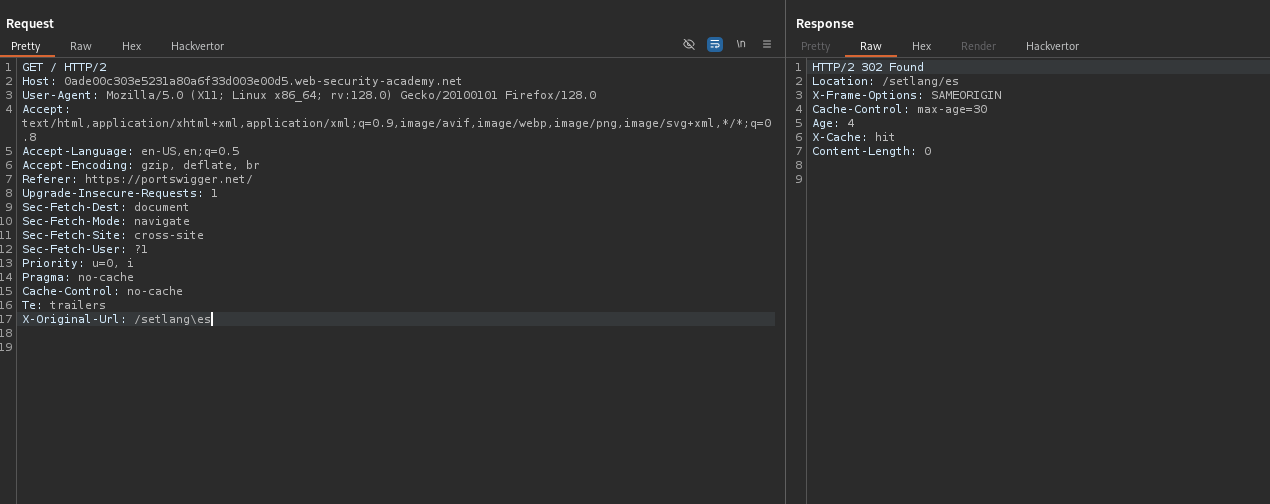 Request
Pretty Raw Hex Hackvertor
\n
1 GET / HTTP/2
2 Host: 0ade00c303e5231a80a6f33d003e00d5.web-security-academy.net
3 User-Agent: Mozilla/5.0 (X11; Linux x86_64; rv:128.0) Gecko/20100101 Firefox/128.0
4 Accept:
text/html,application/xhtml+xml,application/xml;q=0.9,image/avif,image/webp,image/png,image/svg+xml,*/*;q=0
.8
5 Accept-Language: en-US,en;q=0.5
6 Accept-Encoding: gzip, deflate, br
7 Referer: https://portswigger.net/
8 Upgrade-Insecure-Requests: 1
9 Sec-Fetch-Dest: document
10 Sec-Fetch-Mode: navigate
11 Sec-Fetch-Site: cross-site
12 Sec-Fetch-User: ?1
13 Priority: u=0, i
14 Pragma: no-cache
15 Cache-Control: no-cache
16 Te: trailers
17 X-Original-Url: /setlang\es
18
19
Response
Pretty Raw Hex Render Hackvertor
1 HTTP/2 302 Found
2 Location: /setlang/es
3 X-Frame-Options: SAMEORIGIN
4 Cache-Control: max-age=30
5 Age: 4
6 X-Cache: hit
7 Content-Length: 0
8
9